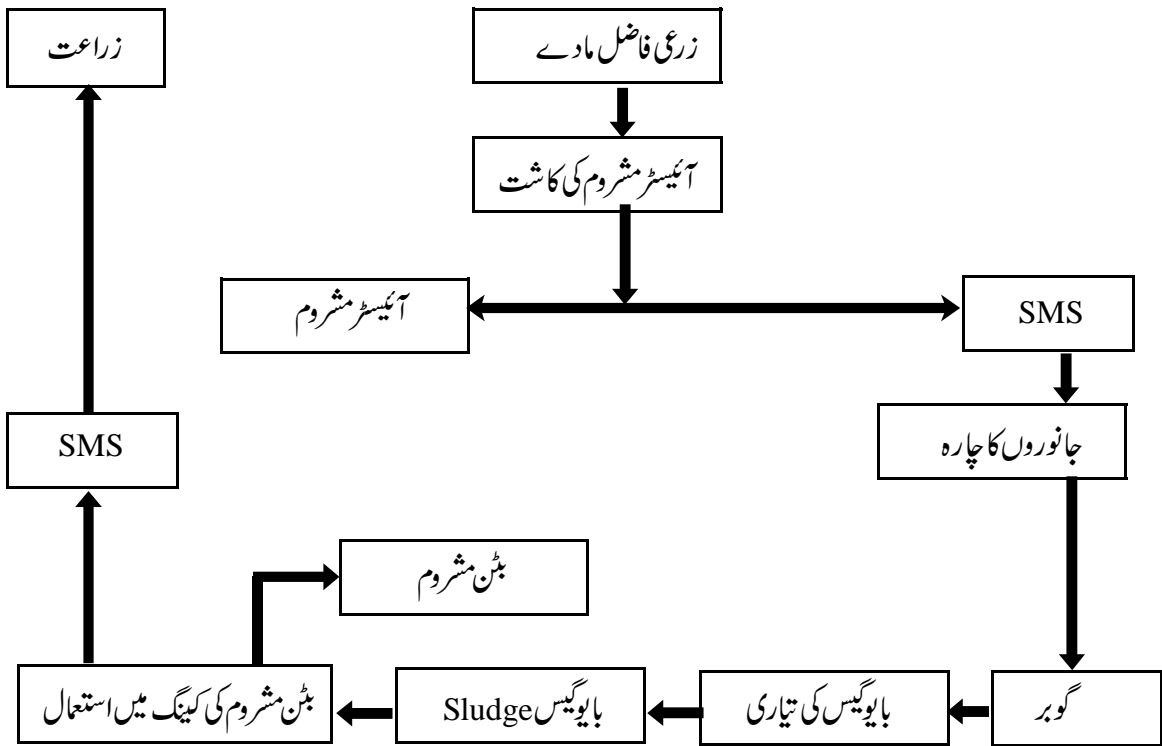 زرعی فاضل مادے
زراعت
آئیسٹر مشروم کی کاشت
آئیسٹر مشروم
SMS
جانوروں کا چارہ
SMS
بٹن مشروم
گوبر
بایوگیس کی تیاری
بایوگیس Sludge
بٹن مشروم کی کینگ میں استعمال